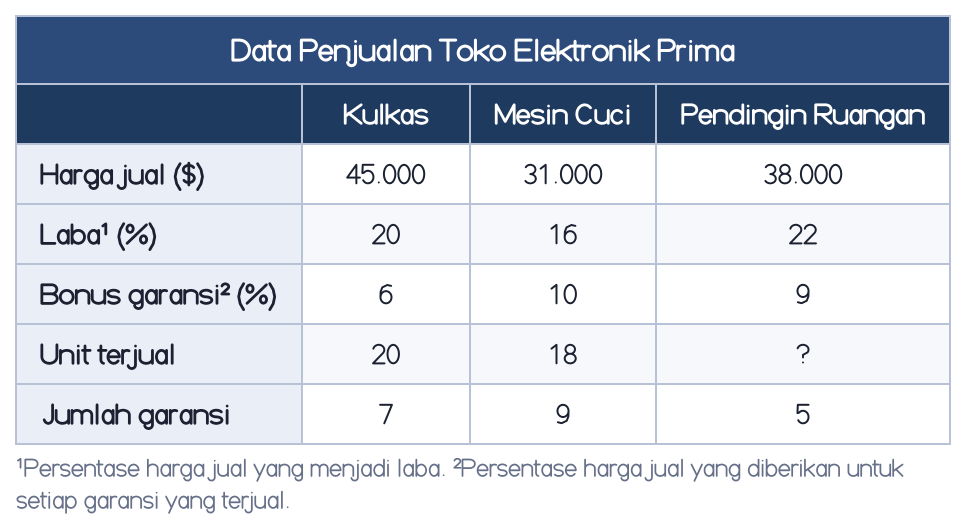 Data Penjualan Toko Elektronik Prima
Kulkas Mesin Cuci Pendingin Ruangan
Harga jual ($) 45.000 31.000 38.000
Laba¹ (%) 20 16 22
Bonus garansi² (%) 6 10 9
Unit terjual 20 18 ?
Jumlah garansi 7 9 5
¹Persentase harga jual yang menjadi laba. ²Persentase harga jual yang diberikan untuk
setiap garansi yang terjual.